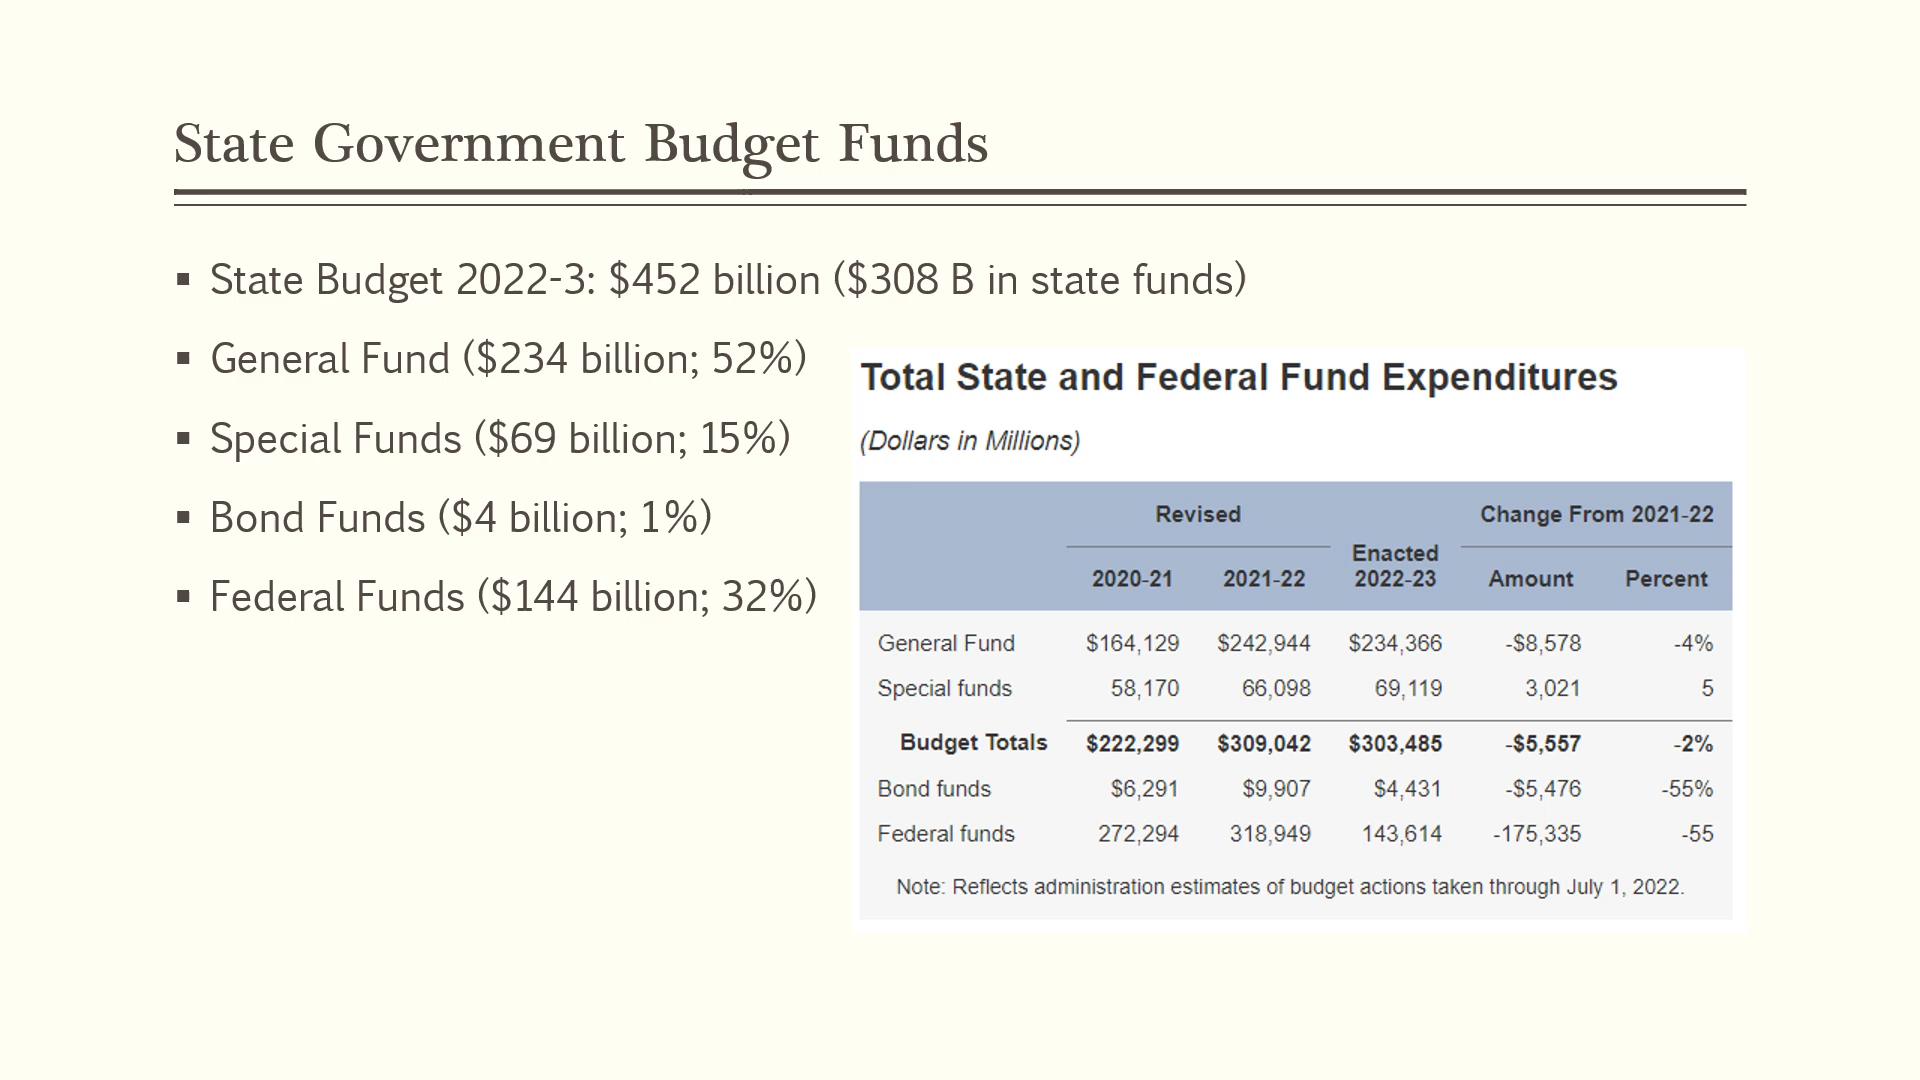 State Government Budget Funds
▪ State Budget 2022-3: $452 billion ($308 B in state funds)
▪ General Fund ($234 billion; 52%)
▪ Special Funds ($69 billion; 15%)
▪ Bond Funds ($4 billion; 1%)
▪ Federal Funds ($144 billion; 32%)
Total State and Federal Fund Expenditures
(Dollars in Millions)
Revised Change From 2021-22
Enacted
2020-21 2021-22 2022-23 Amount Percent
General Fund $164,129 $242,944 $234,366 -$8,578 -4%
Special funds 58,170 66,098 69,119 3,021 5
Budget Totals $222,299 $309,042 $303,485 -$5,557 -2%
Bond funds $6,291 $9,907 $4,431 -$5,476 -55%
Federal funds 272,294 318,949 143,614 -175,335 -55
Note: Reflects administration estimates of budget actions taken through July 1, 2022.